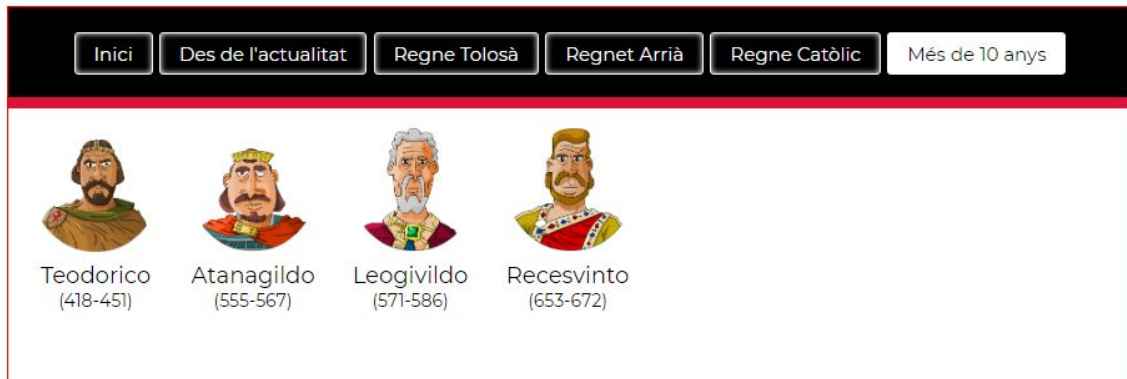 Inici Des de l'actualitat Regne Tolosà Regnet Arrià Regne Catòlic Més de 10 anys
Teodorico Atanagildo Leogivildo Recesvinto
(418-451) (555-567) (571-586) (653-672)